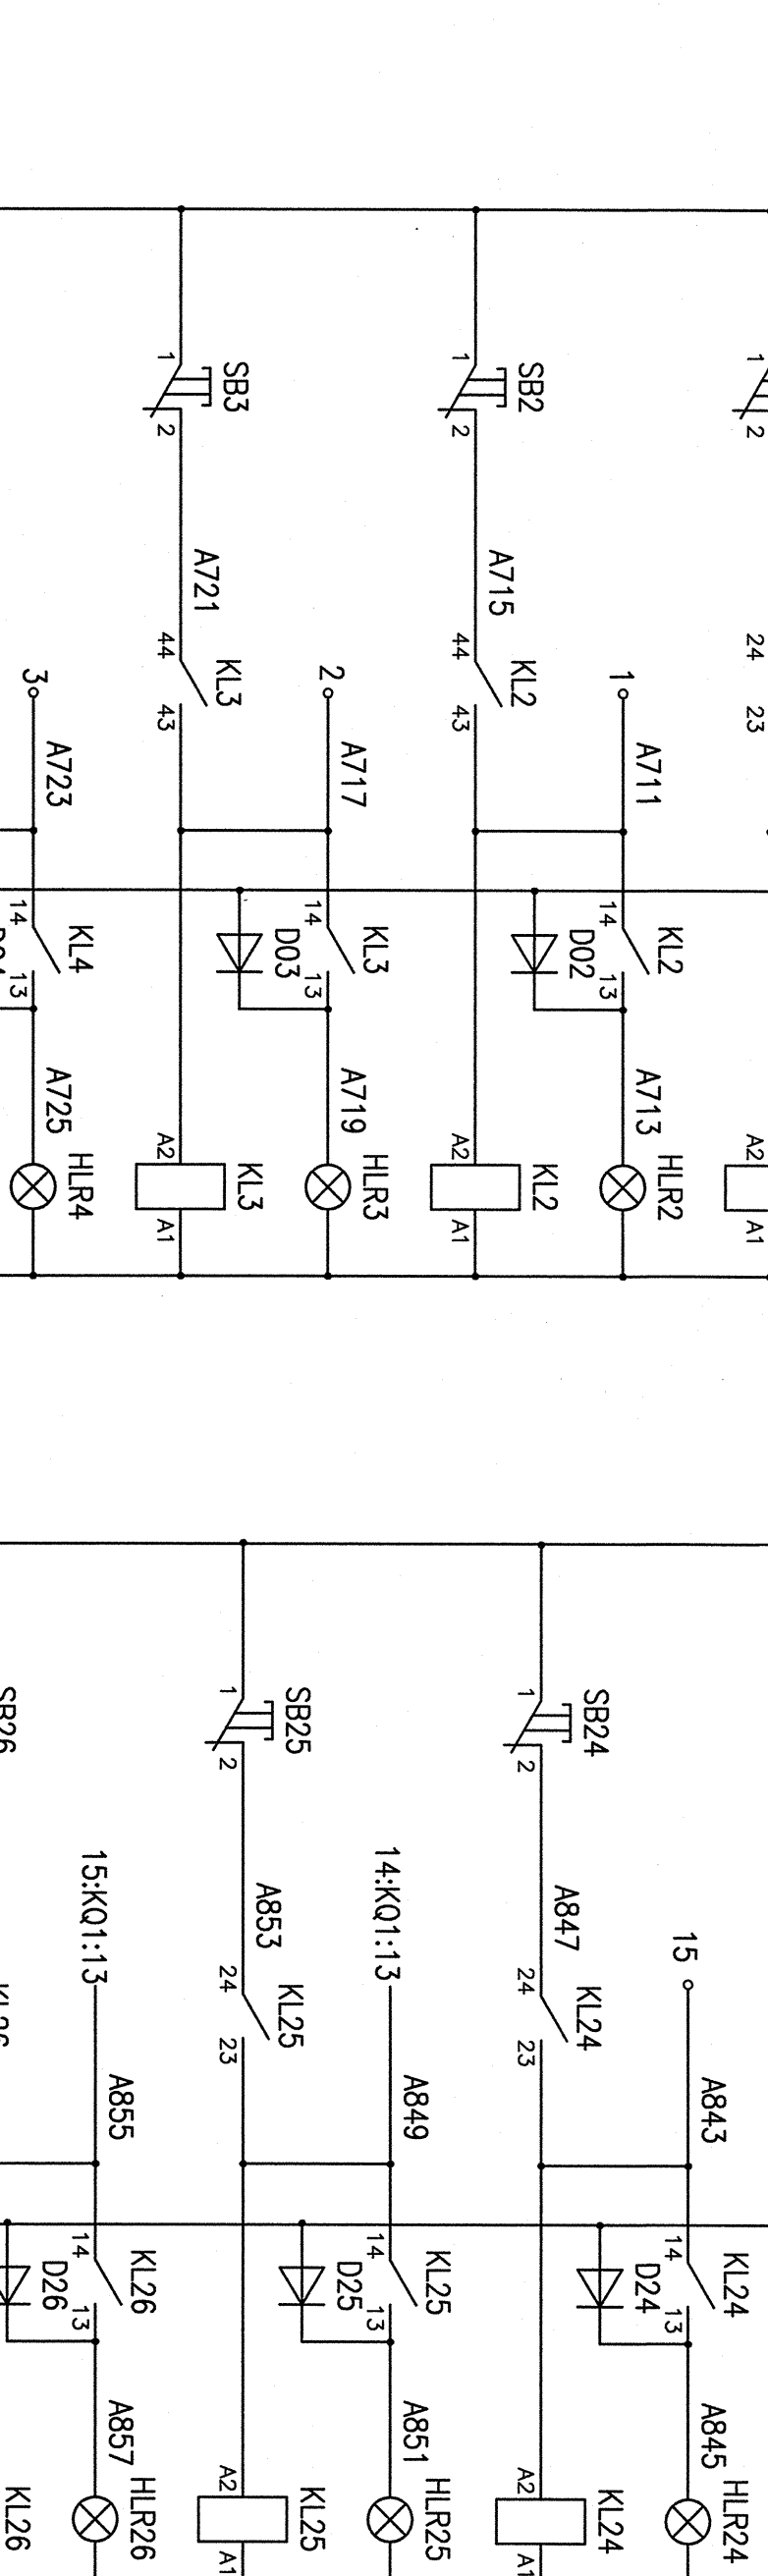 1
2
24
23
A2
A1
SB2
1
2
A715
44
KL2
43
1
A711
14
KL2
13
D02
A713
HLR2
A2
KL2
A1
SB3
1
2
A721
44
KL3
43
2
A717
14
KL3
13
D03
A719
HLR3
A2
KL3
A1
3
A723
14
KL4
13
A725
HLR4
SB24
1
2
A847
24
KL24
23
15
A843
14
KL24
13
D24
A845
HLR24
A2
KL24
A1
SB25
1
2
A853
24
KL25
23
14:KQ1:13
A849
14
KL25
13
D25
A851
HLR25
A2
KL25
A1
SB26
15:KQ1:13
A855
14
KL26
13
D26
A857
HLR26
KL26